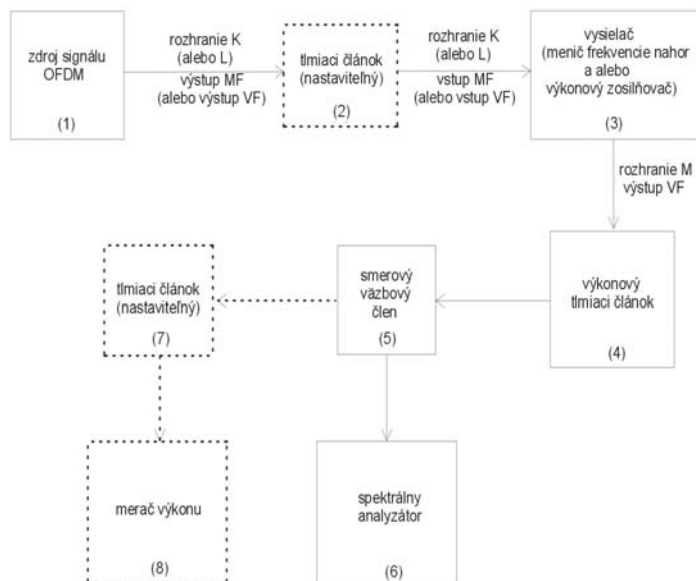 zdroj signálu
OFDM
(1)
rozhranie K
(alebo L)
výstup MF
(alebo výstup VF)
tlmiaci článok
(nastaviteľný)
(2)
rozhranie K
(alebo L)
vstup MF
(alebo vstup VF)
vysielač
(menič frekvencie nahor
a alebo
výkonový zosilňovač)
(3)
rozhranie M
výstup VF
výkonový
tlmiaci článok
(4)
smerový
väzbový
člen
(5)
tlmiaci článok
(nastaviteľný)
(7)
merač výkonu
(8)
spektrálny
analyzátor
(6)